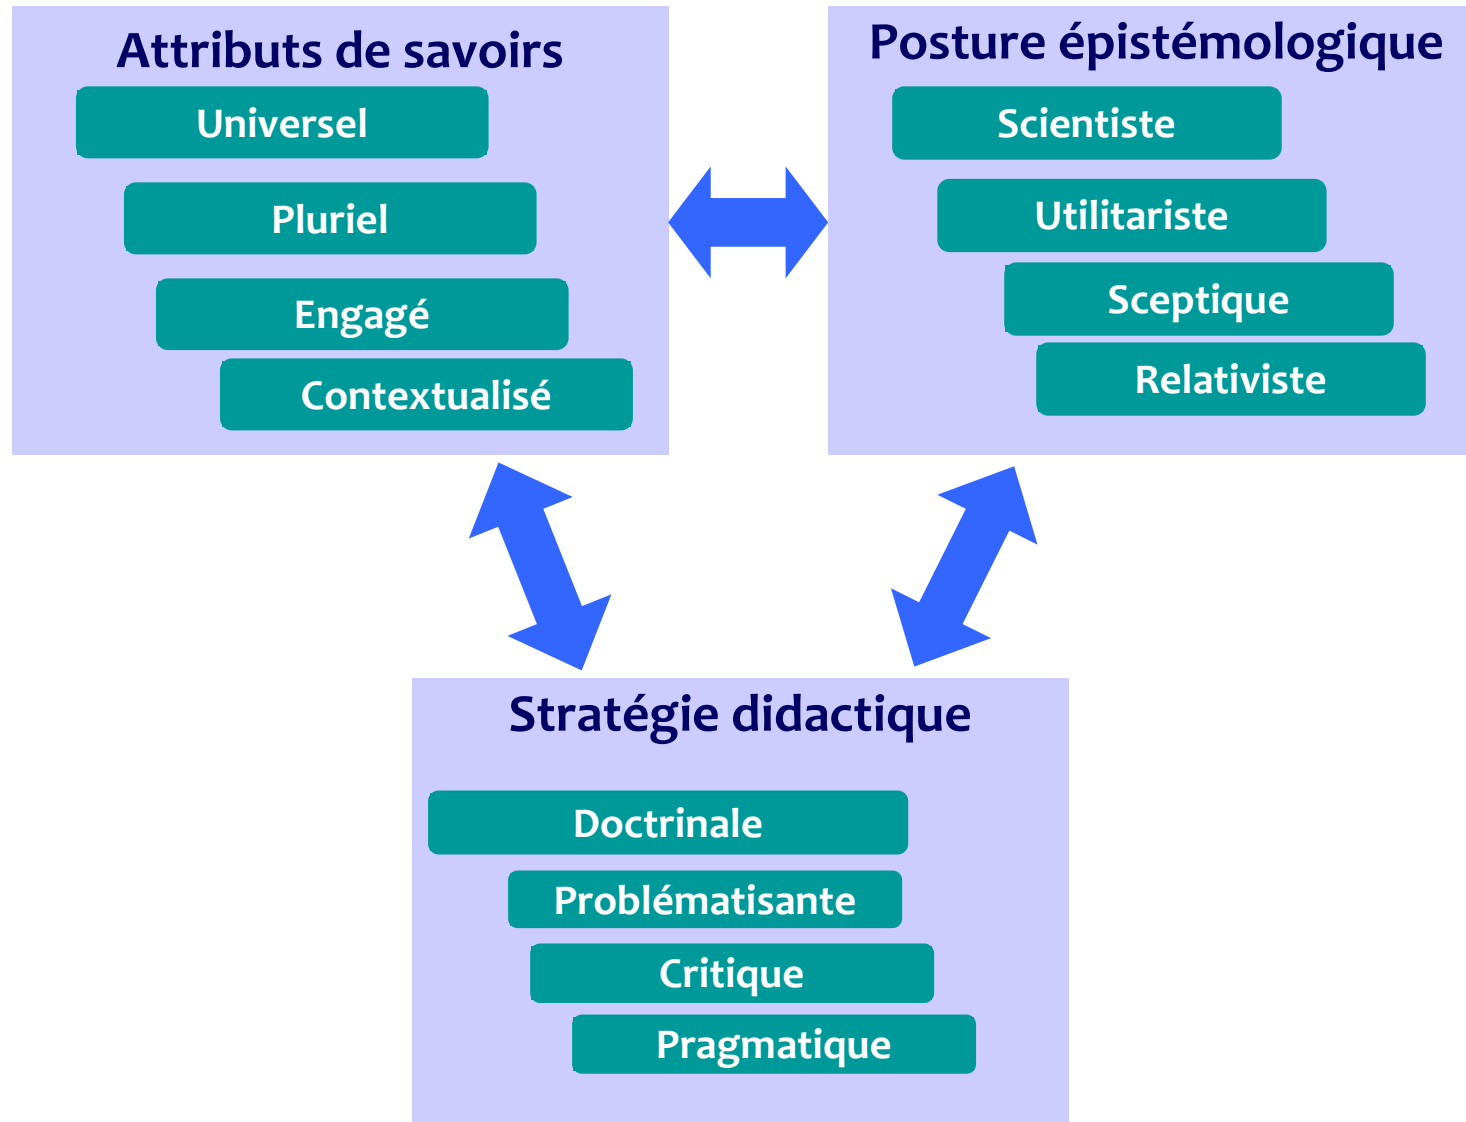 Attributs de savoirs
Universel
Pluriel
Engagé
Contextualisé
Posture épistémologique
Scientiste
Utilitariste
Sceptique
Relativiste
Stratégie didactique
Doctrinale
Problématisante
Critique
Pragmatique